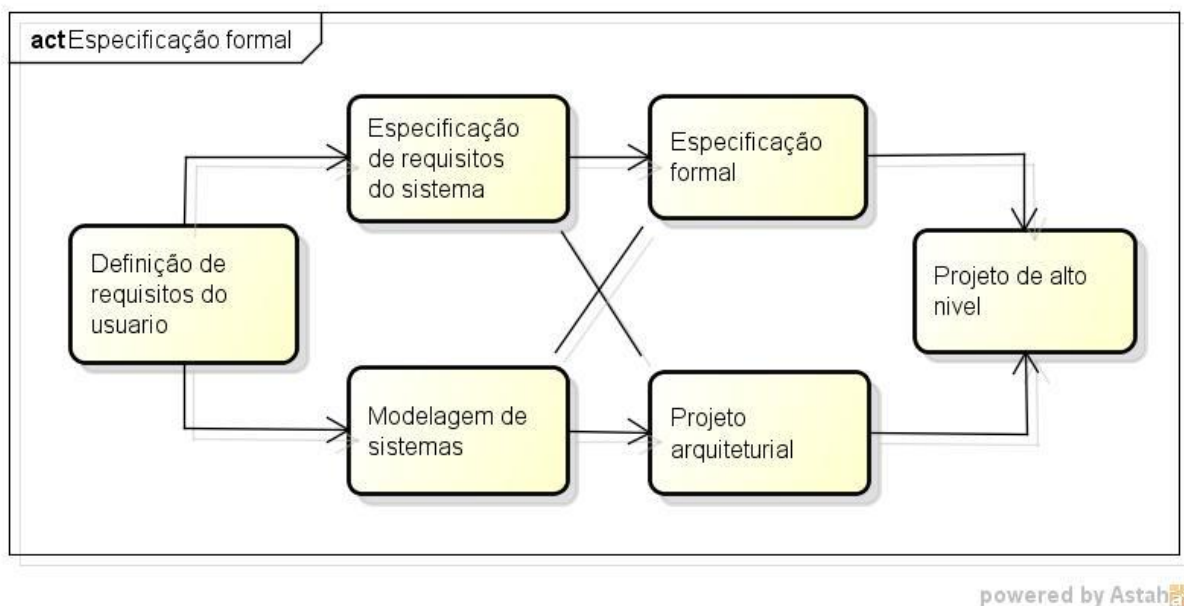 act Especificação formal
Especificação
de requisitos
do sistema
Especificação
formal
Definição de
requisitos do
usuario
Projeto de alto
nivel
Modelagem de
sistemas
Projeto
arquiteturial
powered by Astah